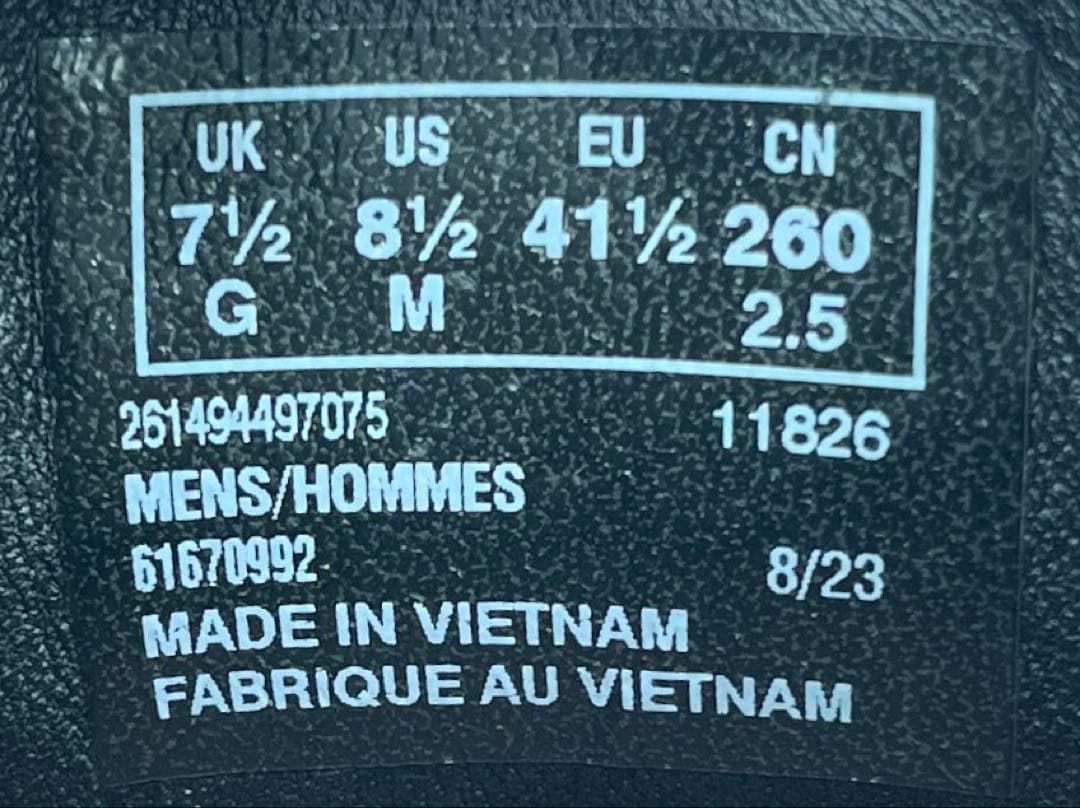 UK US EU CN
7½ 8½ 41½ 260
G M 2.5
261494497075 11826
MENS/HOMMES
61670992 8/23
MADE IN VIETNAM
FABRIQUE AU VIETNAM